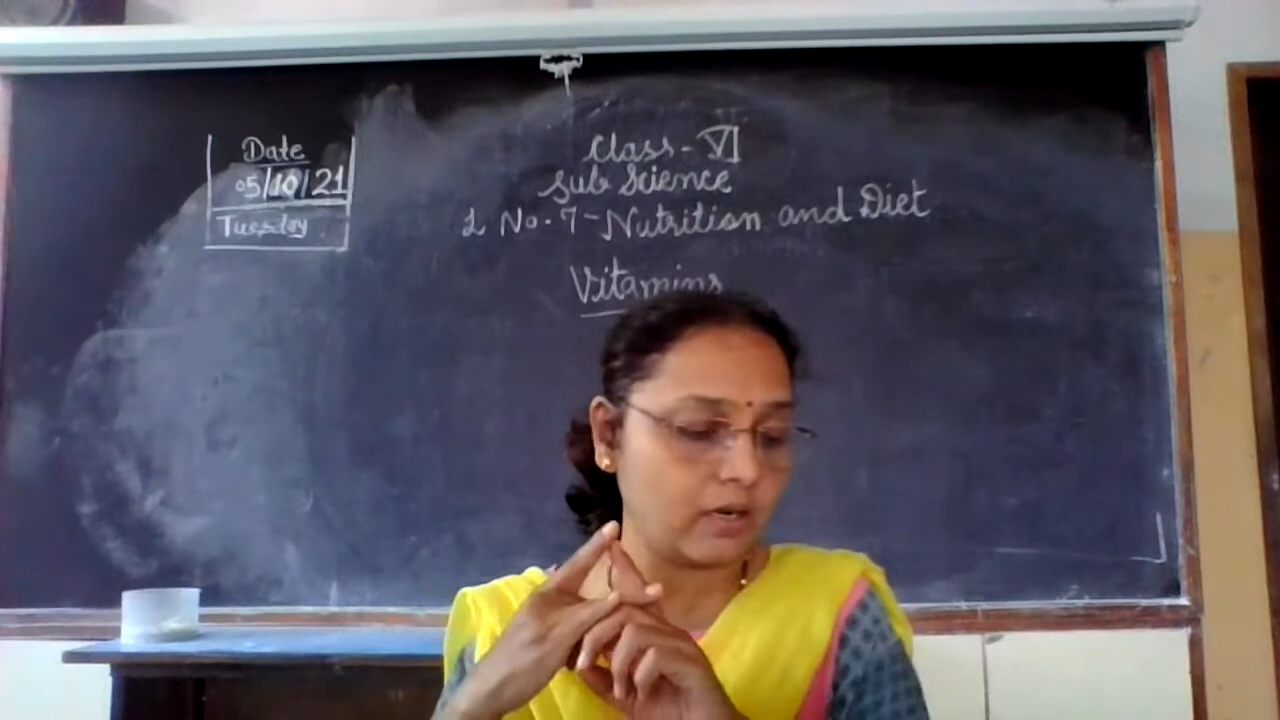 Date
05/10/21
Tuesday
Class - VI
Sub Science
L No. 7 - Nutrition and Diet
Vitamins